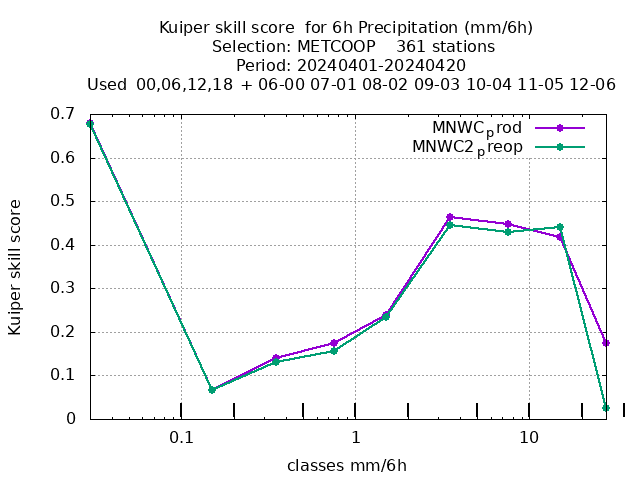 Kuiper skill score  for 6h Precipitation (mm/6h)
Selection: METCOOP    361 stations
Period: 20240401-20240420
Used  00,06,12,18  + 06-00 07-01 08-02 09-03 10-04 11-05 12-06
MNWCprod
MNWC2preop
0.7
0.6
0.5
0.4
0.3
0.2
0.1
0
Kuiper skill score
0.1
1
10
classes mm/6h